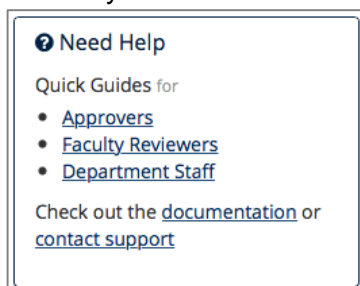 Need Help
Quick Guides for
• Approvers
• Faculty Reviewers
• Department Staff
Check out the documentation or
contact support